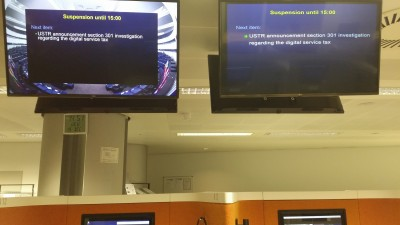 Suspension until 15:00
Next item:
-USTR announcement section 301 investigation
regarding the digital service tax
Suspension until 15:00
Next item:
USTR announcement section 301 investigation
regarding the digital service tax